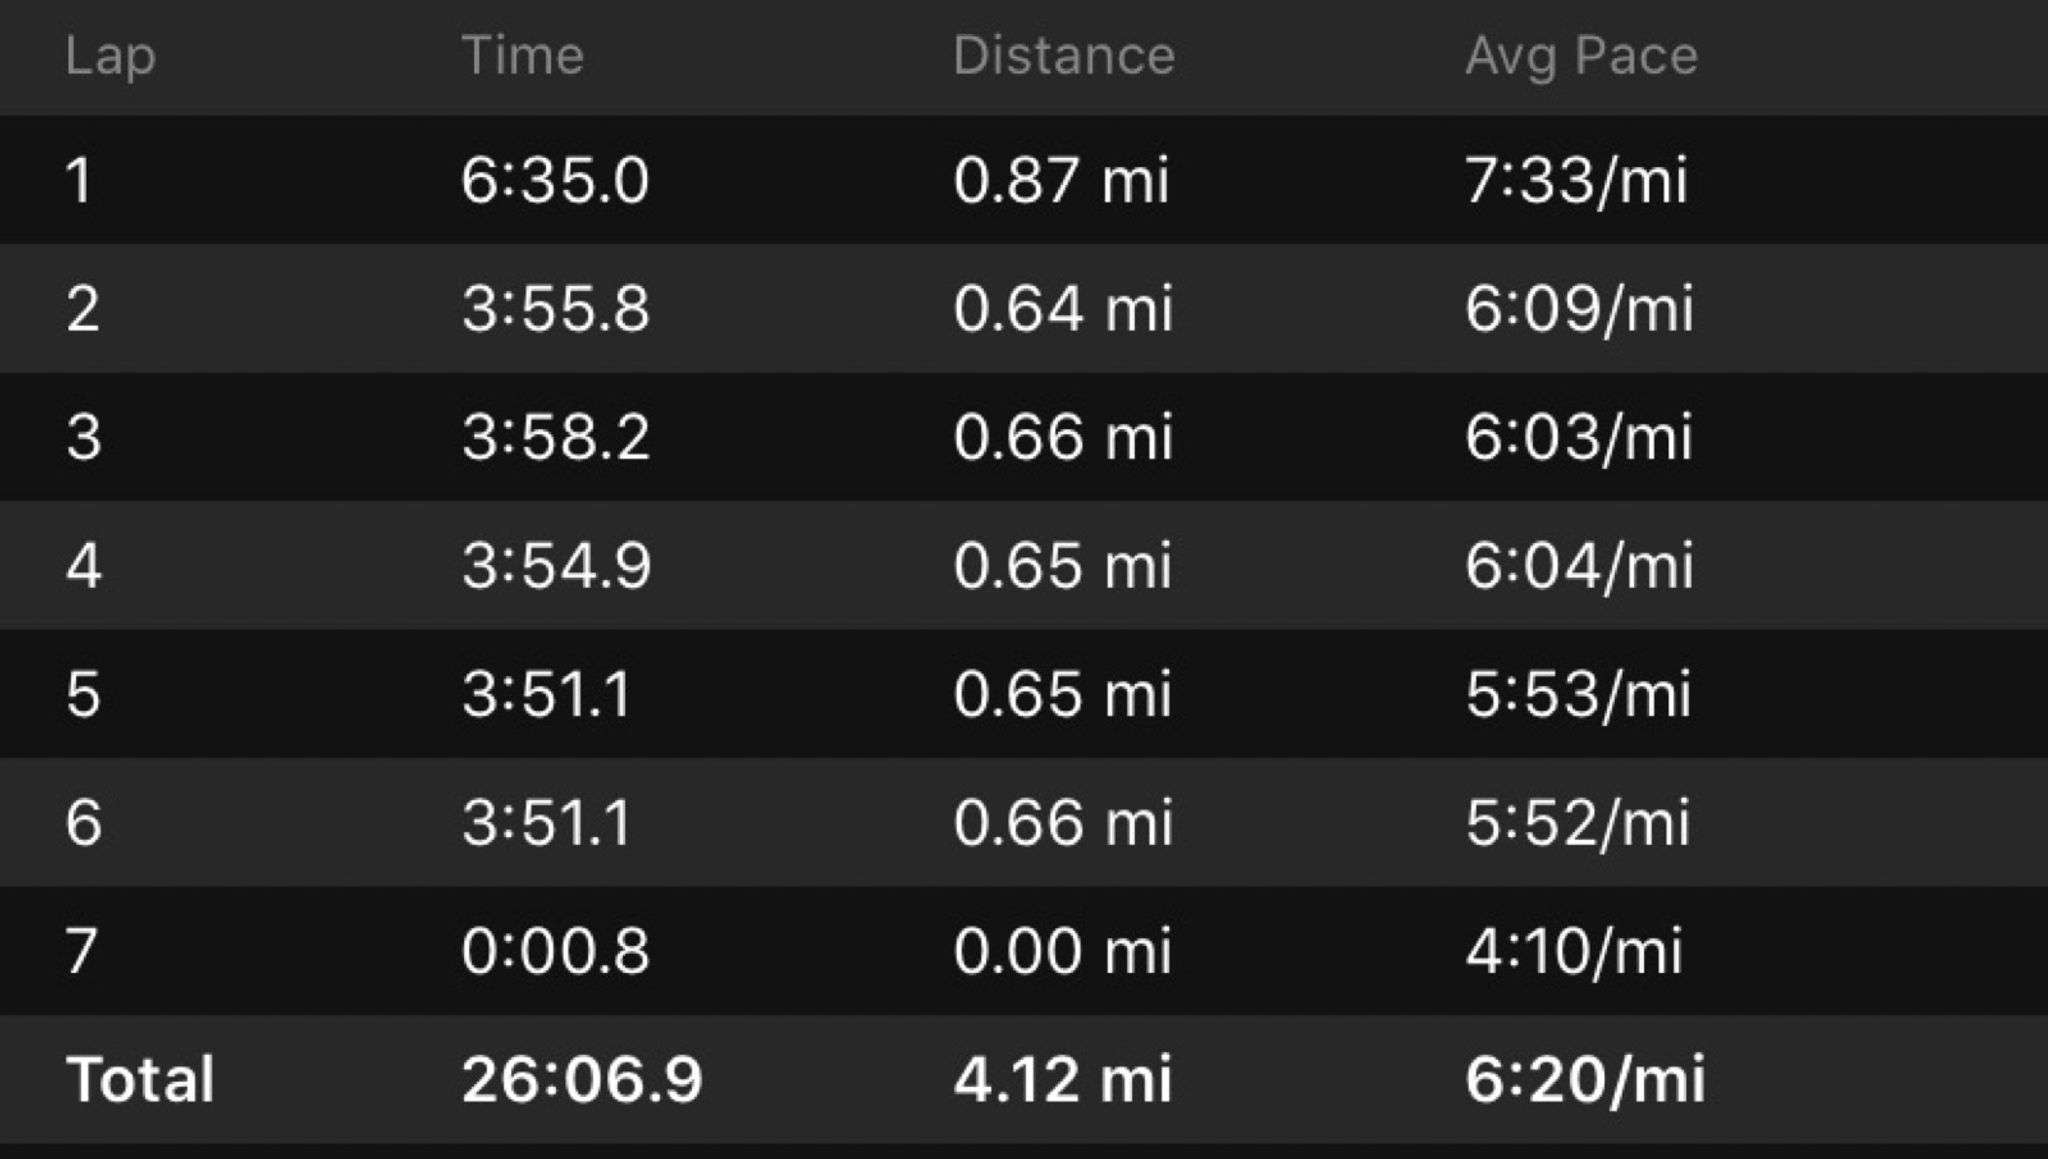 Lap Time Distance Avg Pace
1 6:35.0 0.87 mi 7:33/mi
2 3:55.8 0.64 mi 6:09/mi
3 3:58.2 0.66 mi 6:03/mi
4 3:54.9 0.65 mi 6:04/mi
5 3:51.1 0.65 mi 5:53/mi
6 3:51.1 0.66 mi 5:52/mi
7 0:00.8 0.00 mi 4:10/mi
Total 26:06.9 4.12 mi 6:20/mi